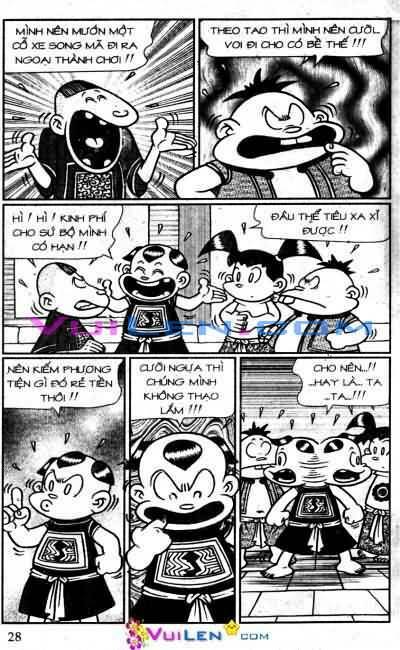 MÌNH NÊN MƯỚN MỘT
CỖ XE SONG MÃ ĐI RA
NGOẠI THÀNH CHƠI !!
THEO TAO THÌ MÌNH NÊN CƯỠI
VOI ĐI CHO CÓ BỀ THẾ !!!
HÌ ! HÌ ! KINH PHÍ
CHO SỨ BỘ MÌNH
CÓ HẠN !!
ĐÂU THỂ TIÊU XA XỈ
ĐƯỢC !!
VUILEN.COM
NÊN KIẾM PHƯƠNG
TIỆN GÌ ĐÓ RẺ TIỀN
THÔI !!
CƯỠI NGỰA THÌ
CHÚNG MÌNH
KHÔNG THẠO
LẮM !!!
CHO NÊN...!!
..HAY LÀ... TA
...TA...!!!
28
VUILEN.COM